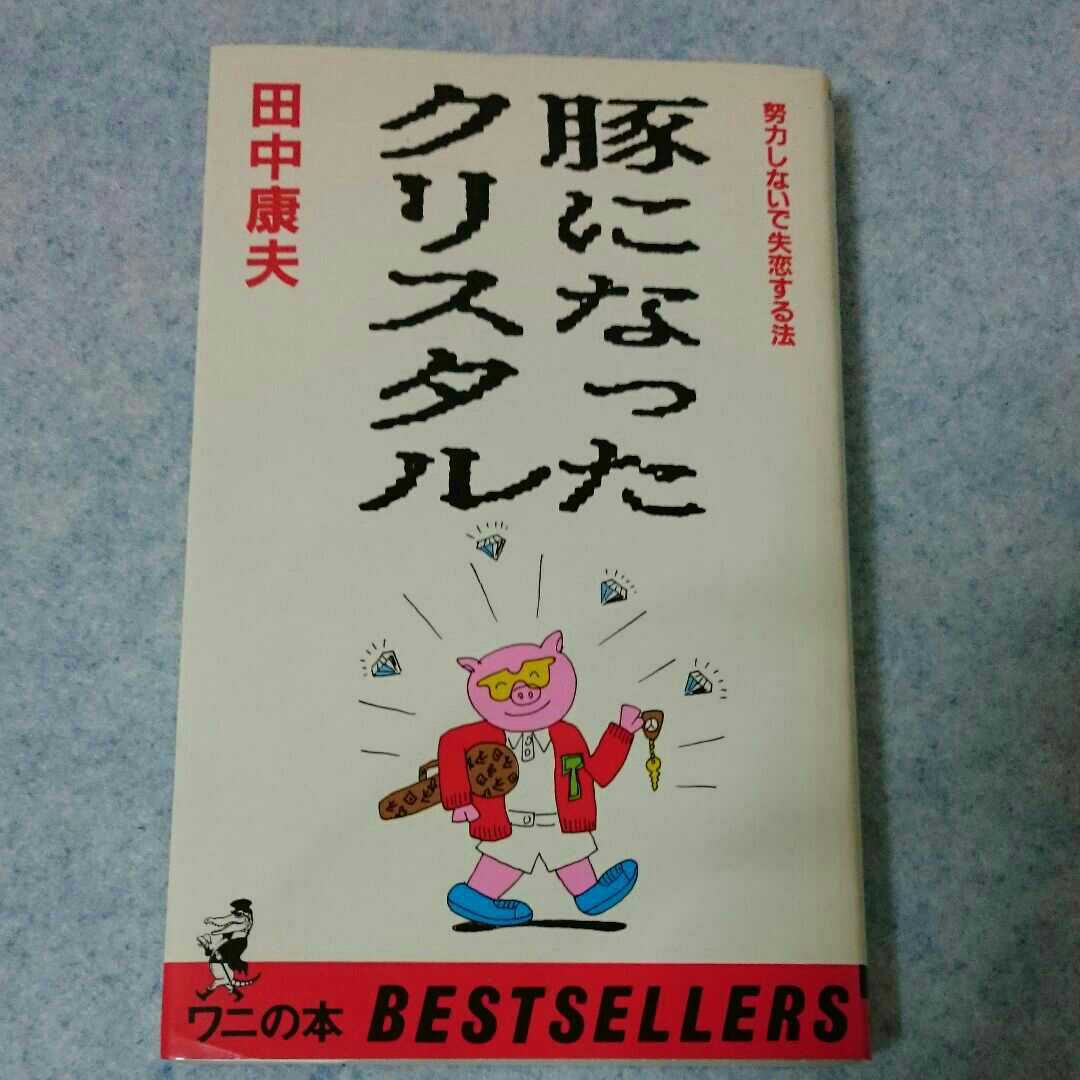 努力しないで失恋する法
豚になった
クリスタル
田中康夫
T
ワニの本 BESTSELLERS